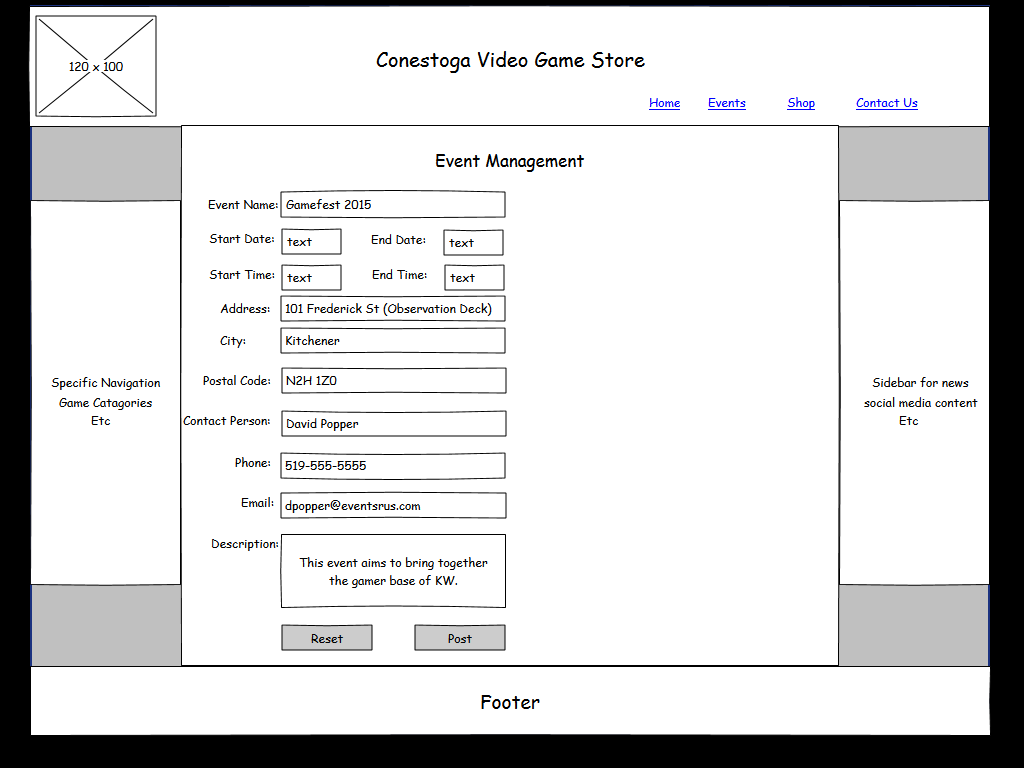 120 x 100
Conestoga Video Game Store
Home Events Shop Contact Us
Event Management
Event Name: Gamefest 2015
Start Date: text End Date: text
Start Time: text End Time: text
Address: 101 Frederick St (Observation Deck)
City: Kitchener
Postal Code: N2H 1Z0
Contact Person: David Popper
Phone: 519-555-5555
Email: dpopper@eventsrus.com
Description: This event aims to bring together
the gamer base of KW.
Reset Post
Specific Navigation
Game Catagories
Etc
Sidebar for news
social media content
Etc
Footer